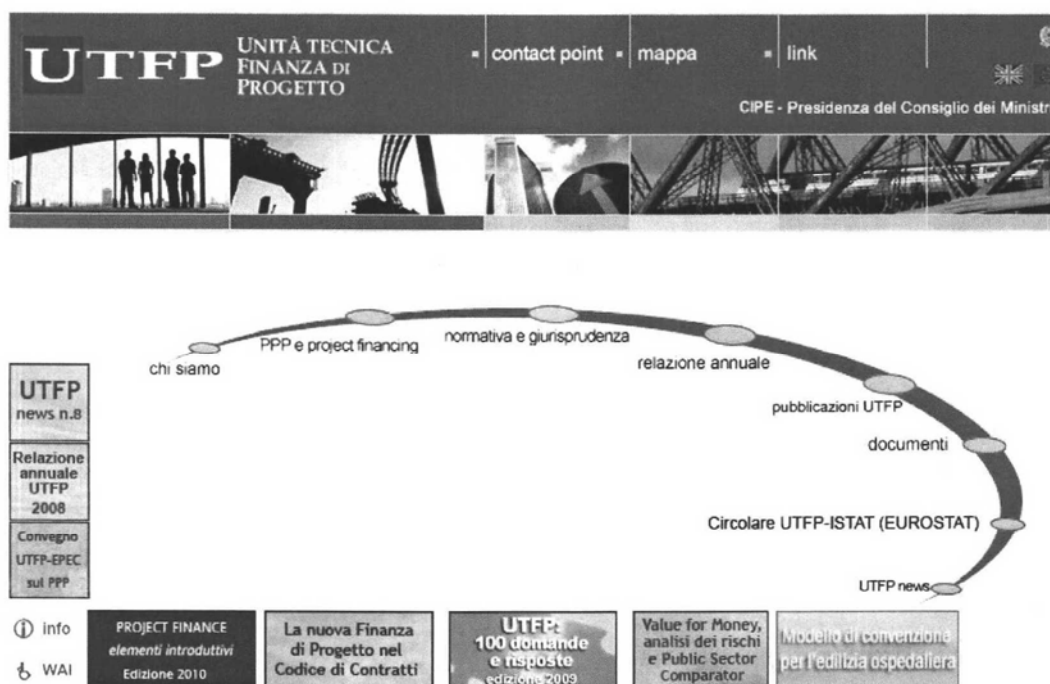 UTFP
UNITÀ TECNICA
FINANZA DI
PROGETTO
contact point
mappa
link
CIPE - Presidenza del Consiglio dei Ministr
chi siamo
PPP e project financing
normativa e giurisprudenza
relazione annuale
pubblicazioni UTFP
documenti
Circolare UTFP-ISTAT (EUROSTAT)
UTFP news
UTFP
news n.8
Relazione
annuale
UTFP
2008
Convegno
UTFP-EPEC
sul PPP
info
WAI
PROJECT FINANCE
elementi introduttivi
Edizione 2010
La nuova Finanza
di Progetto nel
Codice di Contratti
UTFP:
100 domande
e risposte
edizione 2009
Value for Money,
analisi dei rischi
e Public Sector
Comparator
Modello di convenzione
per l'edilizia ospedaliera